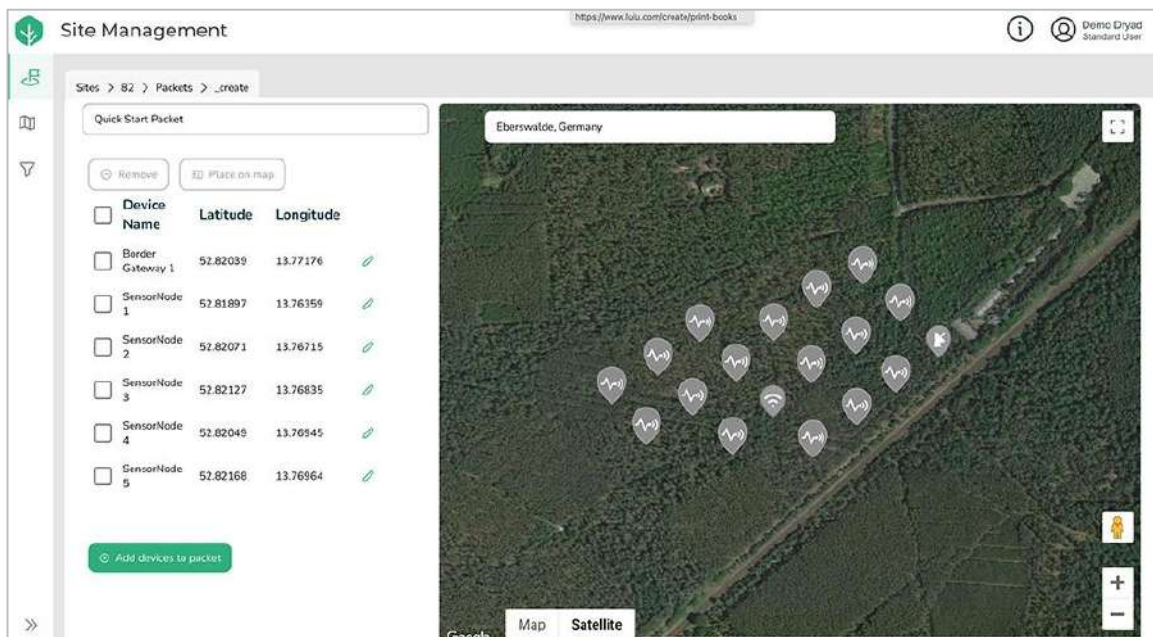 https://www.lulu.com/create/print-books
Site Management
Demo Dryad
Standard User
Sites > 82 > Packets > _create
Quick Start Packet
Eberswalde, Germany
Remove
Place on map
Device Name
Latitude
Longitude
Border Gateway 1
52.82039
13.77176
SensorNode 1
52.81897
13.76359
SensorNode 2
52.82071
13.76715
SensorNode 3
52.82127
13.76835
SensorNode 4
52.82049
13.76945
SensorNode 5
52.82168
13.76964
Add devices to packet
Map
Satellite
Google